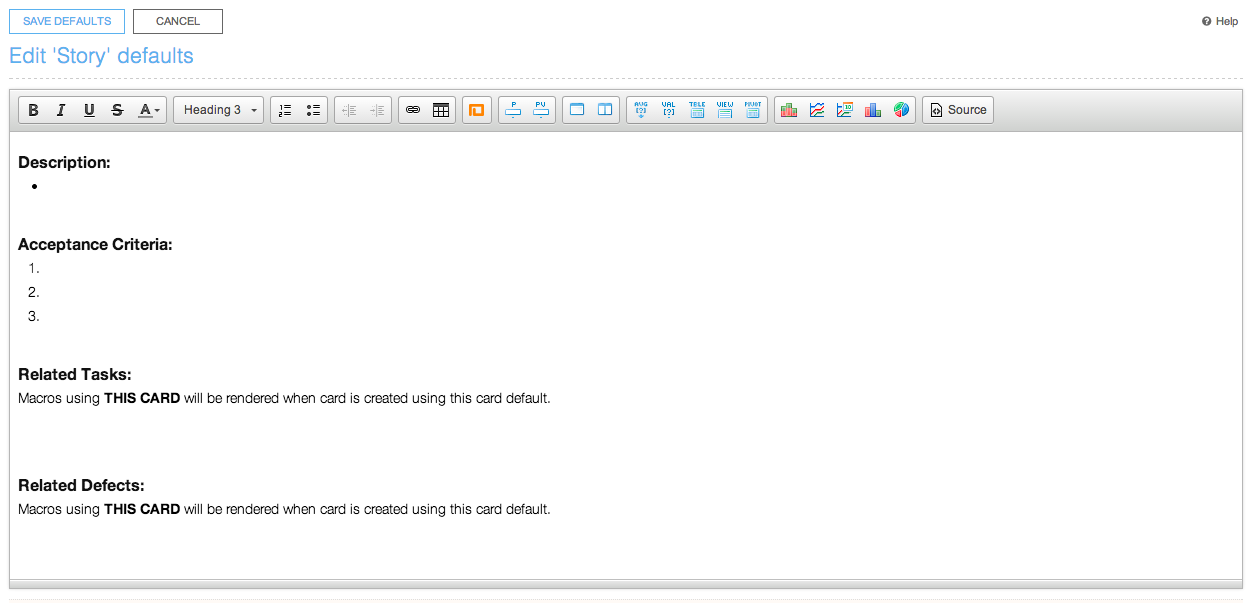 SAVE DEFAULTS CANCEL Help
Edit 'Story' defaults
B I U S A Heading 3 P PV AVG VAL TABLE VIEW PIVOT Source
Description:
•
Acceptance Criteria:
1.
2.
3.
Related Tasks:
Macros using THIS CARD will be rendered when card is created using this card default.
Related Defects:
Macros using THIS CARD will be rendered when card is created using this card default.